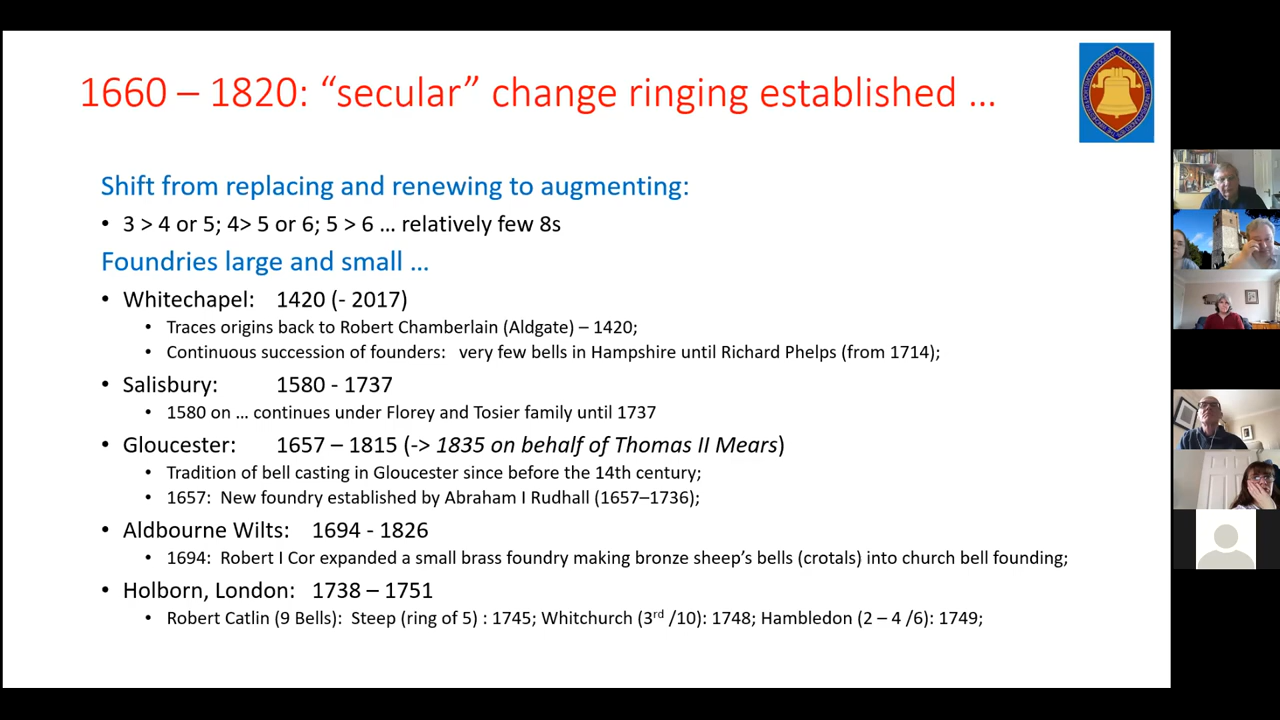 1660 – 1820: “secular” change ringing established …
Shift from replacing and renewing to augmenting:
• 3 > 4 or 5; 4> 5 or 6; 5 > 6 … relatively few 8s
Foundries large and small …
• Whitechapel: 1420 (- 2017)
• Traces origins back to Robert Chamberlain (Aldgate) – 1420;
• Continuous succession of founders: very few bells in Hampshire until Richard Phelps (from 1714);
• Salisbury: 1580 - 1737
• 1580 on … continues under Florey and Tosier family until 1737
• Gloucester: 1657 – 1815 (-> 1835 on behalf of Thomas II Mears)
• Tradition of bell casting in Gloucester since before the 14th century;
• 1657: New foundry established by Abraham I Rudhall (1657–1736);
• Aldbourne Wilts: 1694 - 1826
• 1694: Robert I Cor expanded a small brass foundry making bronze sheep’s bells (crotals) into church bell founding;
• Holborn, London: 1738 – 1751
• Robert Catlin (9 Bells): Steep (ring of 5) : 1745; Whitchurch (3rd /10): 1748; Hambledon (2 – 4 /6): 1749;